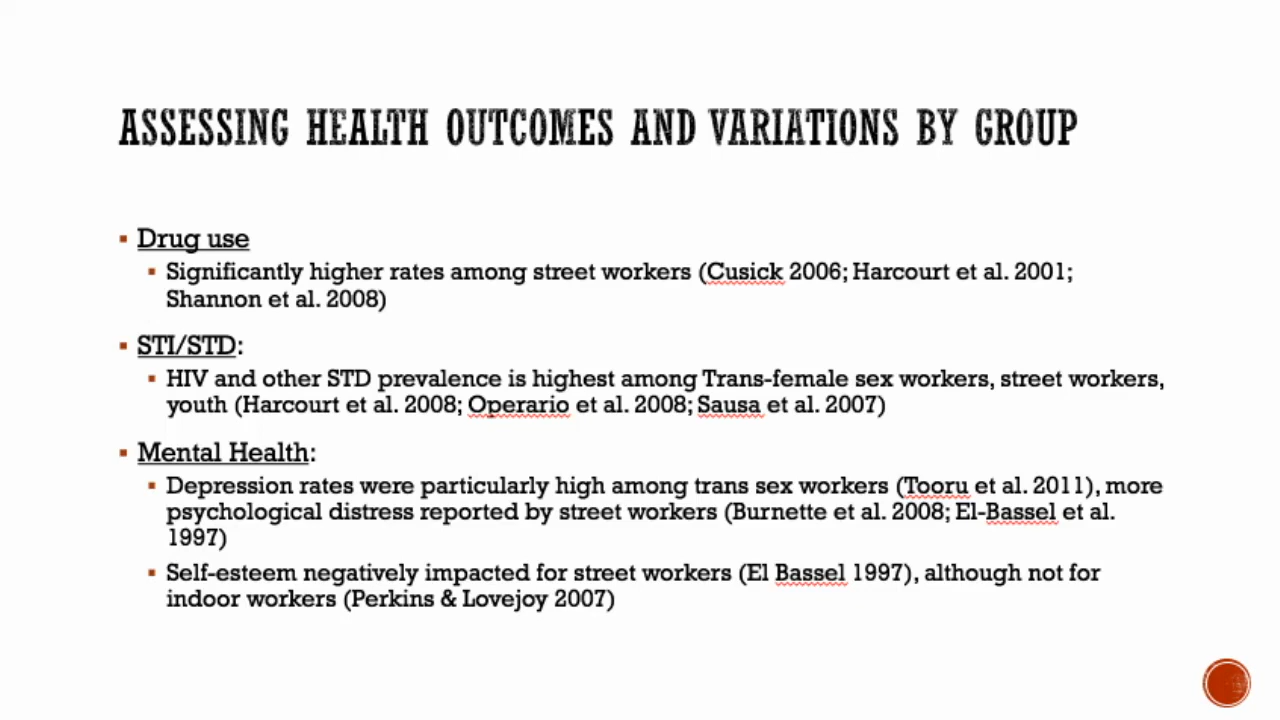 ASSESSING HEALTH OUTCOMES AND VARIATIONS BY GROUP
▪ Drug use
▪ Significantly higher rates among street workers (Cusick 2006; Harcourt et al. 2001;
Shannon et al. 2008)
▪ STI/STD:
▪ HIV and other STD prevalence is highest among Trans-female sex workers, street workers,
youth (Harcourt et al. 2008; Operario et al. 2008; Sausa et al. 2007)
▪ Mental Health:
▪ Depression rates were particularly high among trans sex workers (Tooru et al. 2011), more
psychological distress reported by street workers (Burnette et al. 2008; El-Bassel et al.
1997)
▪ Self-esteem negatively impacted for street workers (El Bassel 1997), although not for
indoor workers (Perkins & Lovejoy 2007)